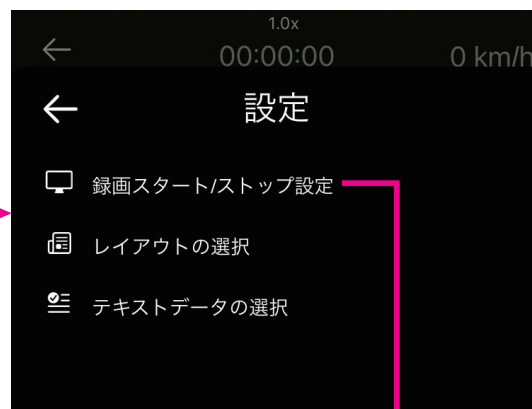 1.0x
00:00:00 0 km/h
設定
録画スタート/ストップ設定
レイアウトの選択
テキストデータの選択